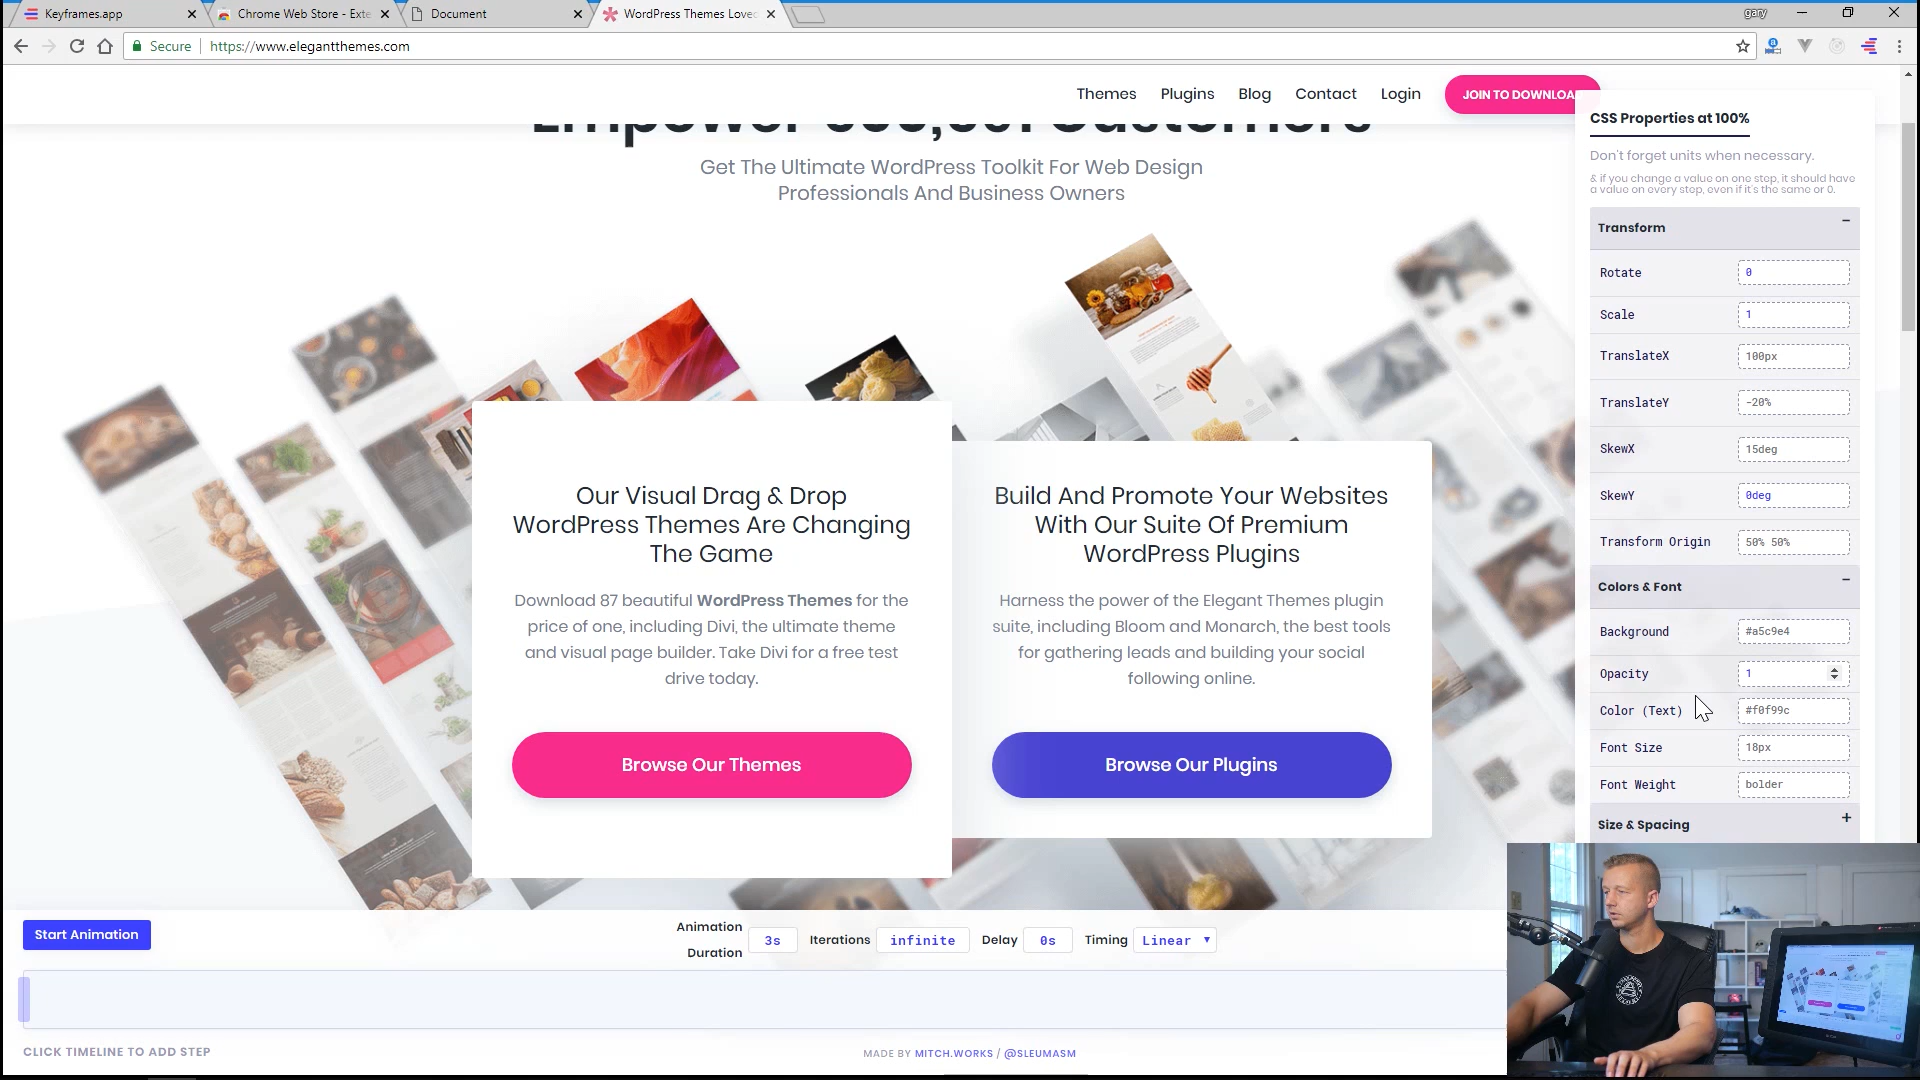 Keyframes.app
Chrome Web Store - Exte
Document
WordPress Themes Love
gary
Secure
https://www.elegantthemes.com
Themes
Plugins
Blog
Contact
Login
JOIN TO DOWNLOA
Get The Ultimate WordPress Toolkit For Web Design
Professionals And Business Owners
Our Visual Drag & Drop
WordPress Themes Are Changing
The Game
Download 87 beautiful WordPress Themes for the
price of one, including Divi, the ultimate theme
and visual page builder. Take Divi for a free test
drive today.
Browse Our Themes
Build And Promote Your Websites
With Our Suite Of Premium
WordPress Plugins
Harness the power of the Elegant Themes plugin
suite, including Bloom and Monarch, the best tools
for gathering leads and building your social
following online.
Browse Our Plugins
CSS Properties at 100%
Don't forget units when necessary.
& if you change a value on one step, it should have
a value on every step, even if it's the same or 0.
Transform
−
Rotate
0
Scale
1
TranslateX
100px
TranslateY
-20%
SkewX
15deg
SkewY
0deg
Transform Origin
50% 50%
Colors & Font
−
Background
#a5c9e4
Opacity
1
Color (Text)
#f0f99c
Font Size
18px
Font Weight
bolder
Size & Spacing
+
Start Animation
Animation
Duration
3s
Iterations
infinite
Delay
0s
Timing
Linear
CLICK TIMELINE TO ADD STEP
MADE BY MITCH.WORKS / @SLEUMASM